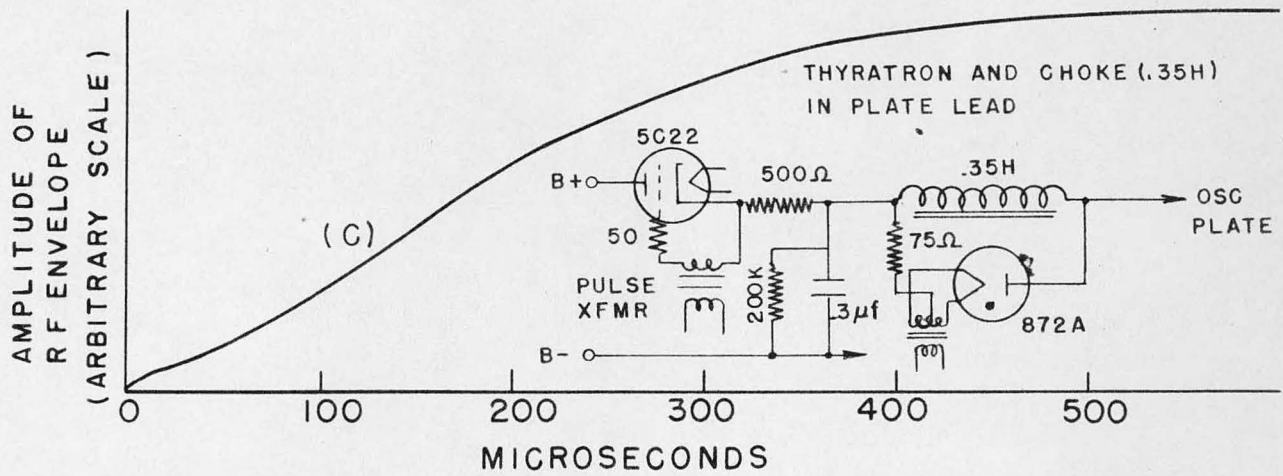 AMPLITUDE OF
RF ENVELOPE
(ARBITRARY SCALE)
THYRATRON AND CHOKE (.35H)
IN PLATE LEAD
(C)
5C22
B+
500Ω
.35H
OSC
PLATE
50
75Ω
PULSE
XFMR
200K
.3μf
872A
B-
0
100
200
300
400
500
MICROSECONDS